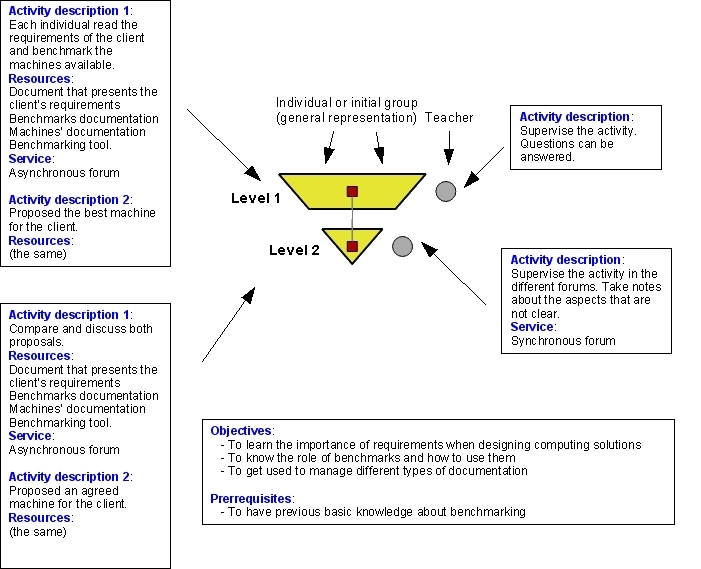 Activity description 1:
Each individual read the
requirements of the client
and benchmark the
machines available.
Resources:
Document that presents the
client's requirements
Benchmarks documentation
Machines' documentation
Benchmarking tool.
Service:
Asynchronous forum
Activity description 2:
Proposed the best machine
for the client.
Resources:
(the same)
Individual or initial group
(general representation)
Teacher
Level 1
Level 2
Activity description:
Supervise the activity.
Questions can be
answered.
Activity description:
Supervise the activity in the
different forums. Take notes
about the aspects that are
not clear.
Service:
Synchronous forum
Activity description 1:
Compare and discuss both
proposals.
Resources:
Document that presents the
client's requirements
Benchmarks documentation
Machines' documentation
Benchmarking tool.
Service:
Asynchronous forum
Activity description 2:
Proposed an agreed
machine for the client.
Resources:
(the same)
Objectives:
- To learn the importance of requirements when designing computing solutions
- To know the role of benchmarks and how to use them
- To get used to manage different types of documentation
Prerrequisites:
- To have previous basic knowledge about benchmarking